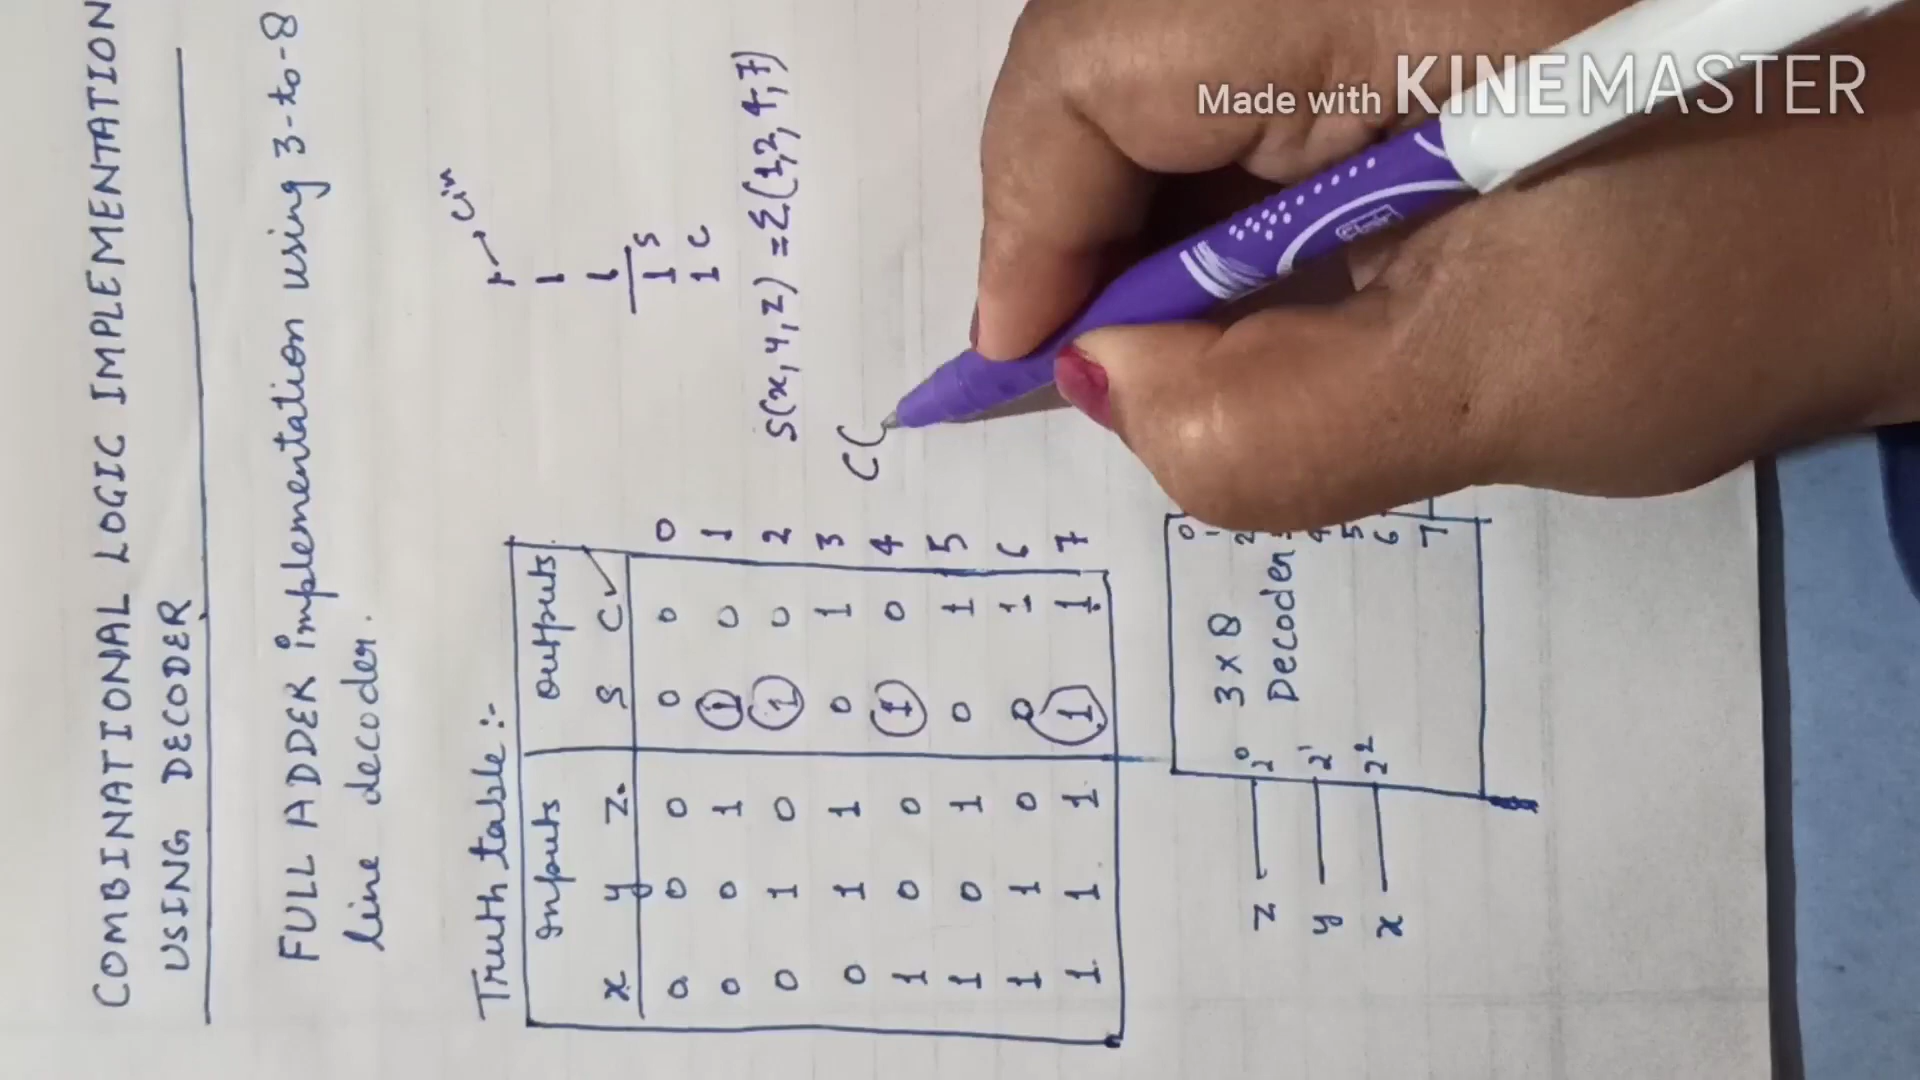 COMBINATIONAL LOGIC IMPLEMENTATION
USING DECODER
FULL ADDER implementation using 3-to-8
line decoder.
Truth table :-
Inputs Outputs
x y z S C
0 0 0 0 0 0
0 0 1 1 0 1
0 1 0 1 0 2
0 1 1 0 1 3
1 0 0 1 0 4
1 0 1 0 1 5
1 1 0 0 1 6
1 1 1 1 1 7
1 → Cin
1
1
1 S
1 C
S(x, y, z) = Σ(1, 2, 4, 7)
C(
z 2⁰ 3 x 8 0
y 2¹ Decoder 1
x 2² 2
3
4
5
6
7
Made with KINEMASTER